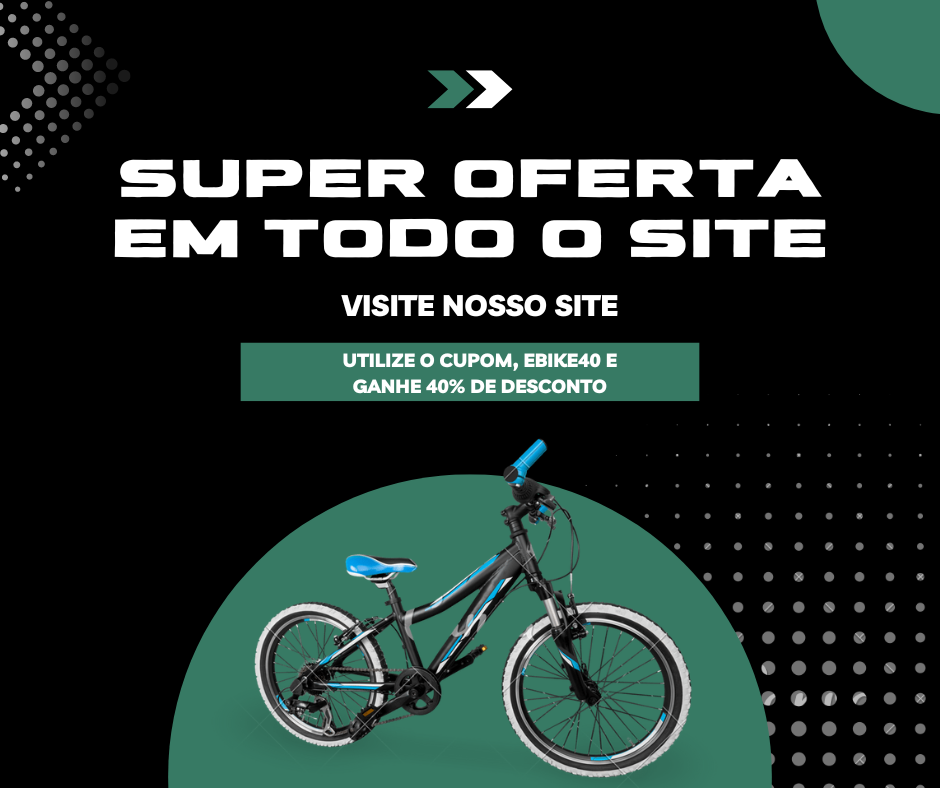 SUPER OFERTA
EM TODO O SITE
VISITE NOSSO SITE
UTILIZE O CUPOM, EBIKE40 E
GANHE 40% DE DESCONTO